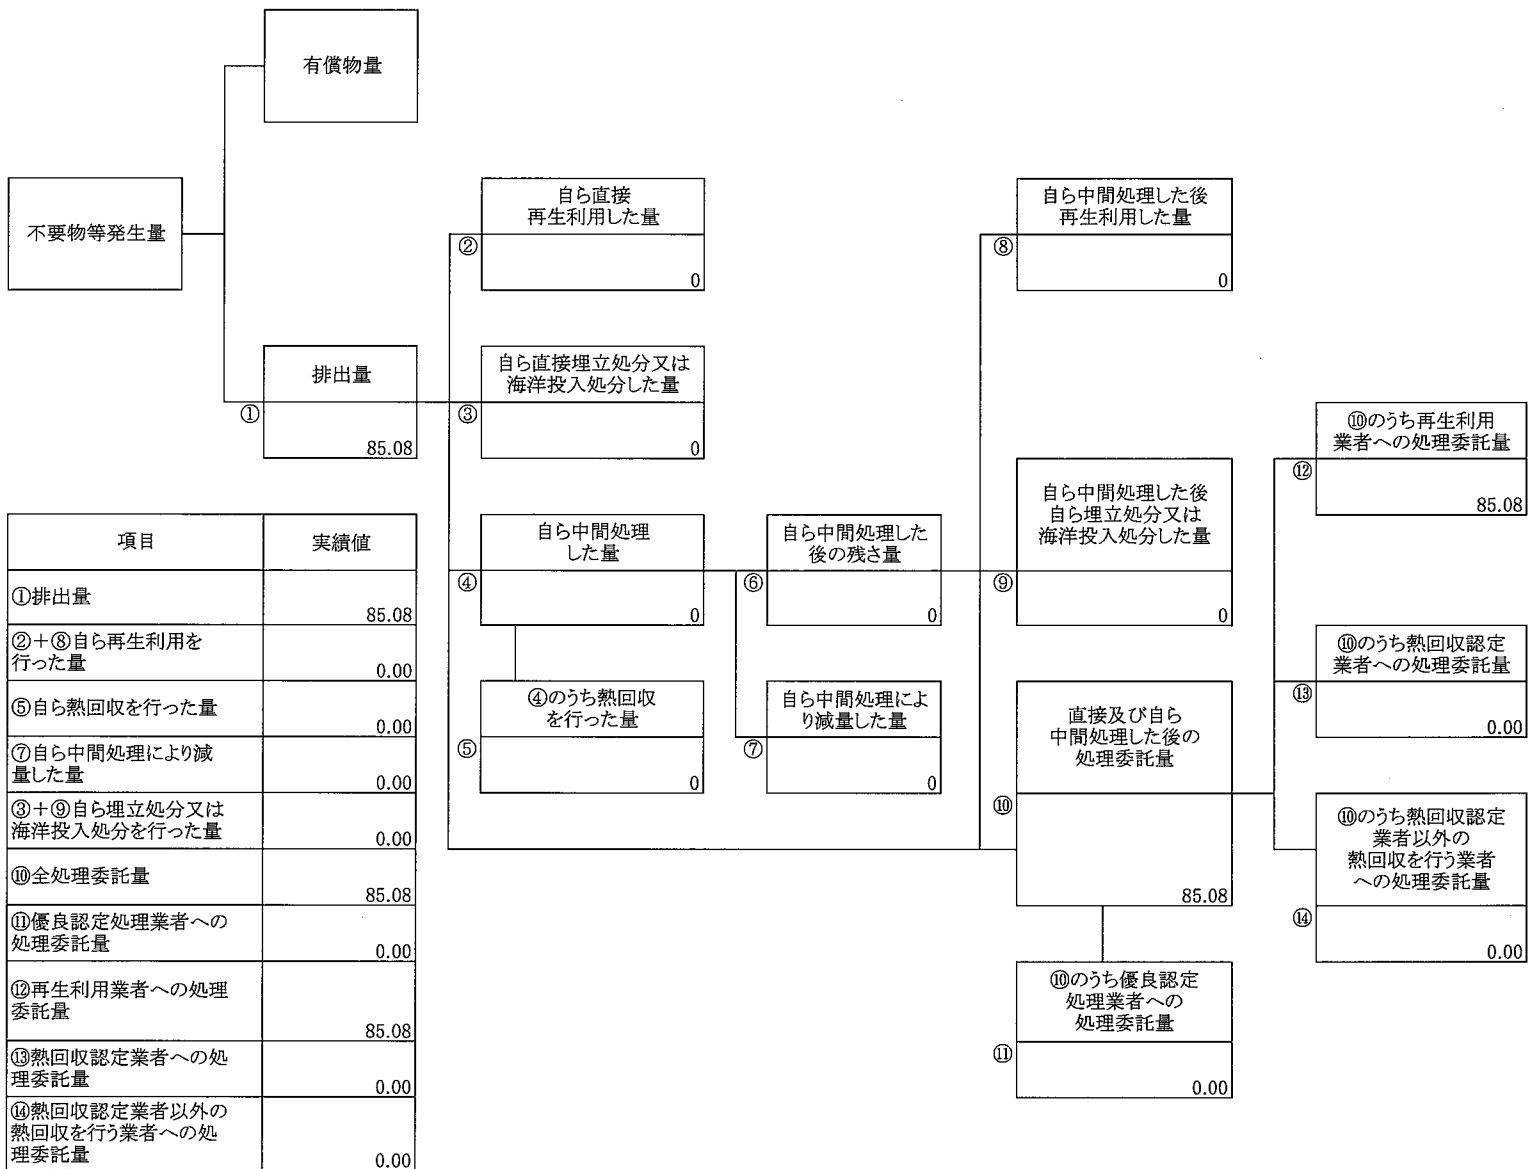 有償物量
不要物等発生量
排出量
①
85.08
自ら直接
再生利用した量
②
0
自ら直接埋立処分又は
海洋投入処分した量
③
0
自ら中間処理
した量
④
0
④のうち熱回収
を行った量
⑤
0
自ら中間処理した
後の残さ量
⑥
0
自ら中間処理によ
り減量した量
⑦
0
自ら中間処理した後
再生利用した量
⑧
0
自ら中間処理した後
自ら埋立処分又は
海洋投入処分した量
⑨
0
直接及び自ら
中間処理した後の
処理委託量
⑩
85.08
⑩のうち優良認定
処理業者への
処理委託量
⑪
0.00
⑩のうち再生利用
業者への処理委託量
⑫
85.08
⑩のうち熱回収認定
業者への処理委託量
⑬
0.00
⑩のうち熱回収認定
業者以外の
熱回収を行う業者
への処理委託量
⑭
0.00
項目 実績値
①排出量 85.08
②＋⑧自ら再生利用を
行った量 0.00
⑤自ら熱回収を行った量 0.00
⑦自ら中間処理により減
量した量 0.00
③＋⑨自ら埋立処分又は
海洋投入処分を行った量 0.00
⑩全処理委託量 85.08
⑪優良認定処理業者への
処理委託量 0.00
⑫再生利用業者への処理
委託量 85.08
⑬熱回収認定業者への処
理委託量 0.00
⑭熱回収認定業者以外の
熱回収を行う業者への処
理委託量 0.00